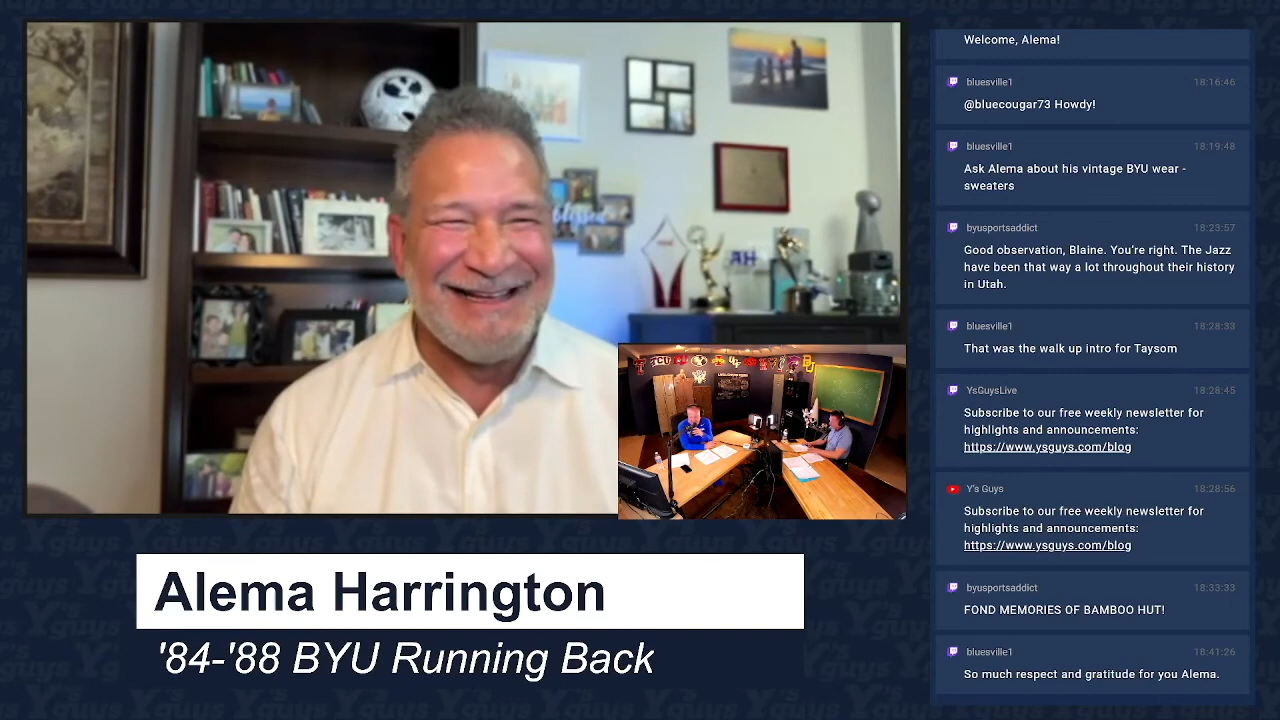 Welcome, Alema!
bluesville1 18:16:46
@bluecougar73 Howdy!
bluesville1 18:19:48
Ask Alema about his vintage BYU wear -
sweaters
byusportsaddict 18:23:57
Good observation, Blaine. You're right. The Jazz
have been that way a lot throughout their history
in Utah.
bluesville1 18:28:33
That was the walk up intro for Taysom
YsGuysLive 18:28:45
Subscribe to our free weekly newsletter for
highlights and announcements:
https://www.ysguys.com/blog
Y's Guys 18:28:56
Subscribe to our free weekly newsletter for
highlights and announcements:
https://www.ysguys.com/blog
byusportsaddict 18:33:33
FOND MEMORIES OF BAMBOO HUT!
bluesville1 18:41:26
So much respect and gratitude for you Alema.
blessed
AH
TCU
Alema Harrington
'84-'88 BYU Running Back